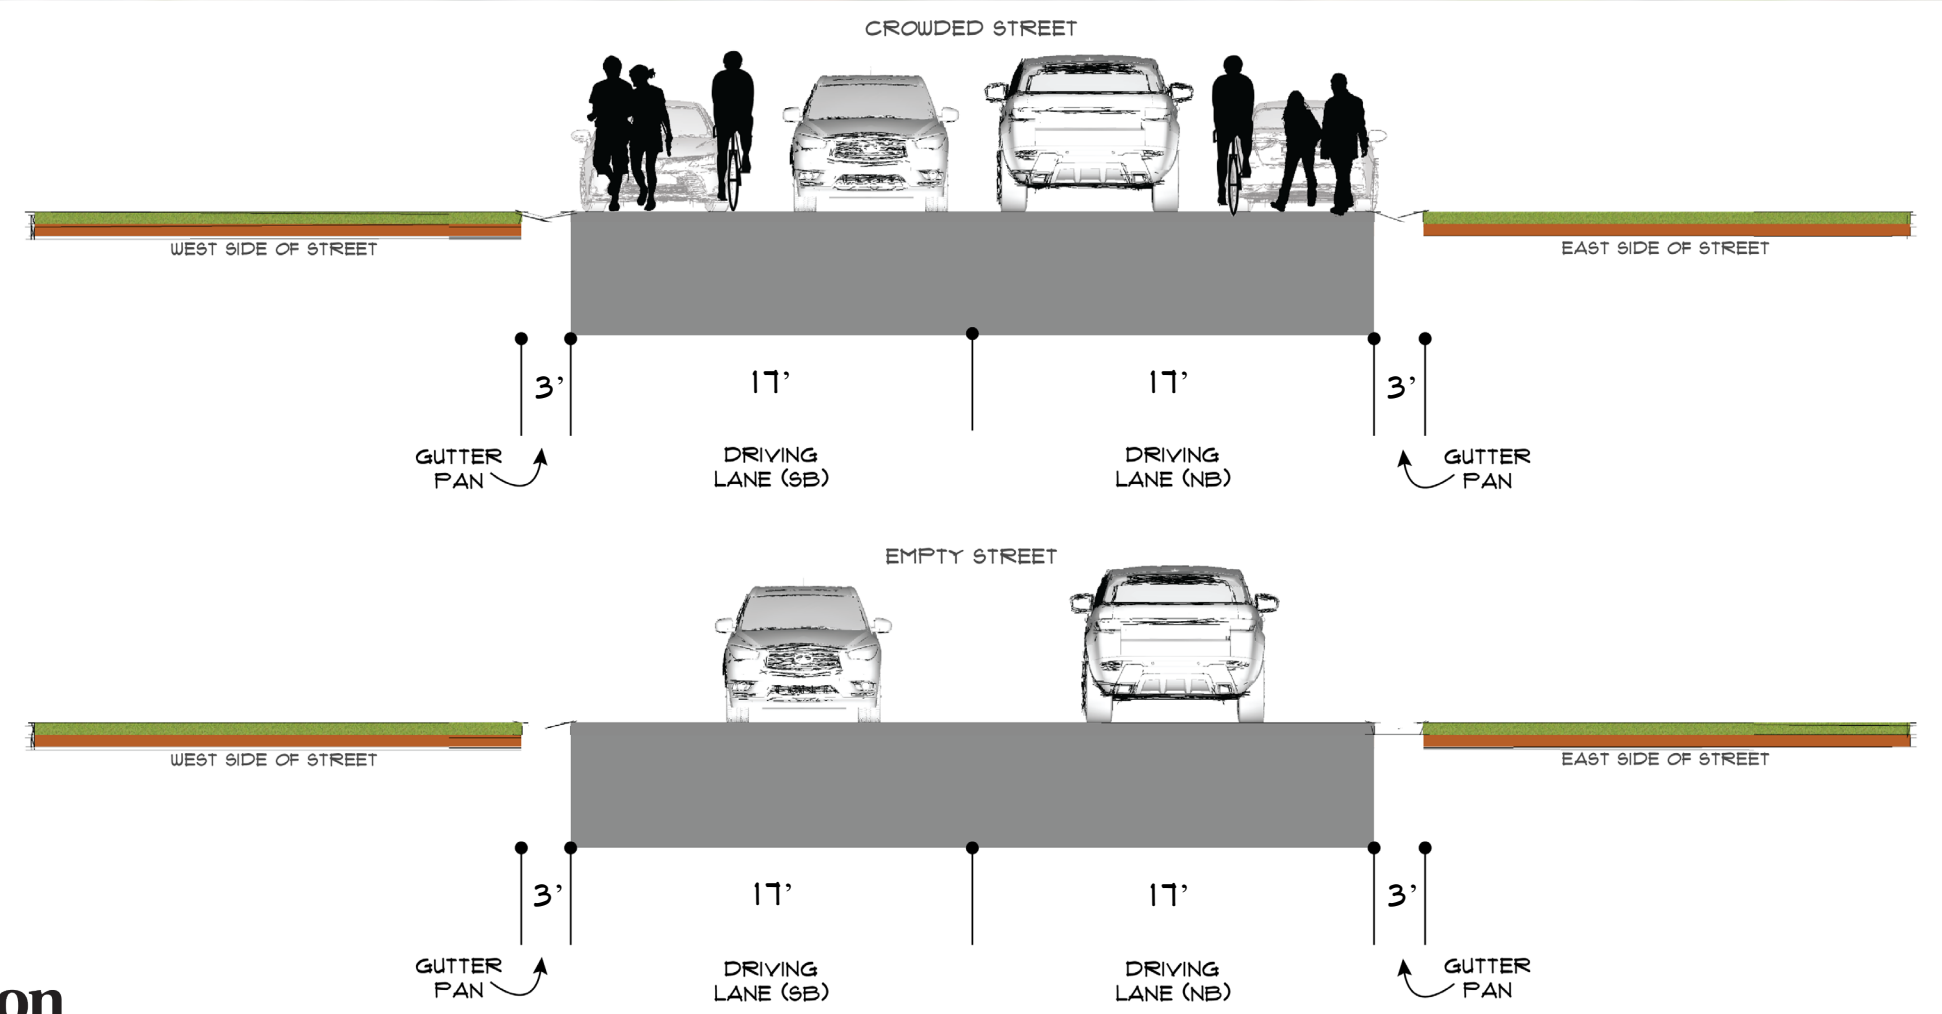 CROWDED STREET
WEST SIDE OF STREET
EAST SIDE OF STREET
3' 17' 17' 3'
GUTTER PAN
DRIVING LANE (SB)
DRIVING LANE (NB)
GUTTER PAN
EMPTY STREET
WEST SIDE OF STREET
EAST SIDE OF STREET
3' 17' 17' 3'
GUTTER PAN
DRIVING LANE (SB)
DRIVING LANE (NB)
GUTTER PAN
on